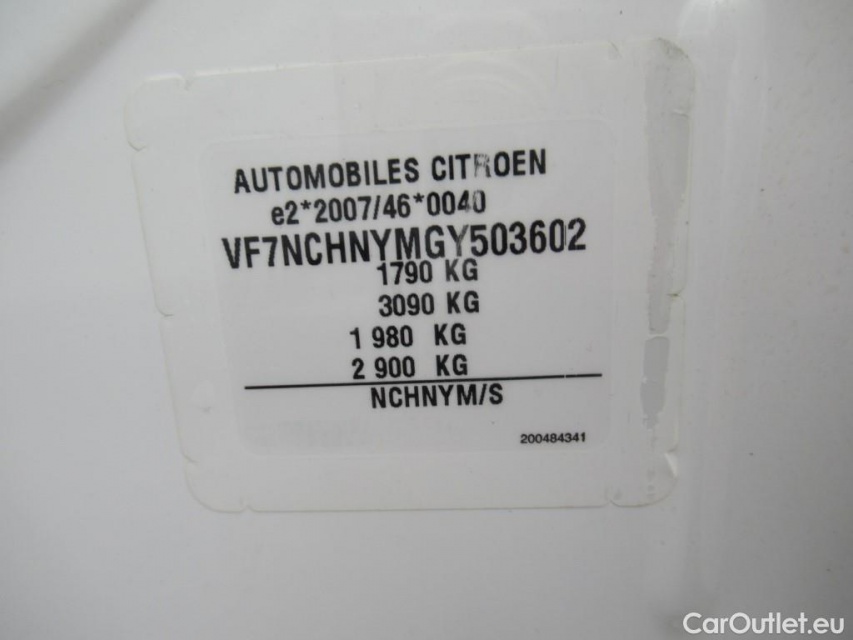 AUTOMOBILES CITROEN
e2*2007/46*0040
VF7NCHNYMGY503602
1790 KG
3090 KG
1 980 KG
2 900 KG
NCHNYM/S
200484341
CarOutlet.eu